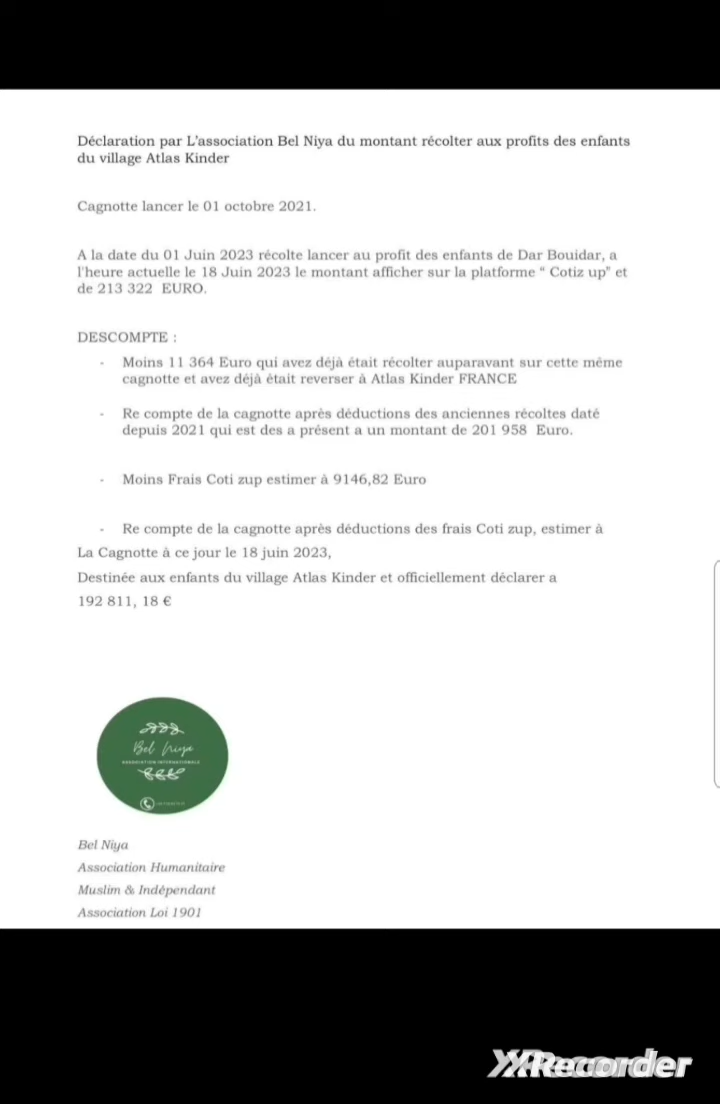 Déclaration par L'association Bel Niya du montant récolter aux profits des enfants
du village Atlas Kinder
Cagnotte lancer le 01 octobre 2021.
A la date du 01 Juin 2023 récolte lancer au profit des enfants de Dar Bouidar, a
l'heure actuelle le 18 Juin 2023 le montant afficher sur la platforme “ Cotiz up” et
de 213 322 EURO.
DESCOMPTE :
- Moins 11 364 Euro qui avez déjà était récolter auparavant sur cette même
cagnotte et avez déjà était reverser à Atlas Kinder FRANCE
- Re compte de la cagnotte après déductions des anciennes récoltes daté
depuis 2021 qui est des a présent a un montant de 201 958 Euro.
- Moins Frais Coti zup estimer à 9146,82 Euro
- Re compte de la cagnotte après déductions des frais Coti zup, estimer à
La Cagnotte à ce jour le 18 juin 2023,
Destinée aux enfants du village Atlas Kinder et officiellement déclarer a
192 811, 18 €
Bel Niya
ASSOCIATION INTERNATIONALE
Bel Niya
Association Humanitaire
Muslim & Indépendant
Association Loi 1901
XRecorder